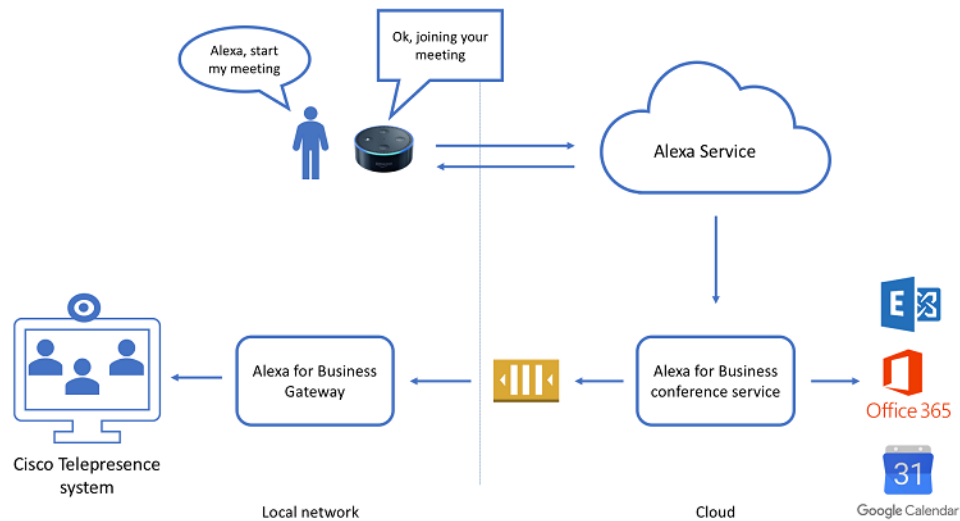 Alexa, start
my meeting
Ok, joining your
meeting
Alexa Service
Alexa for Business
Gateway
Alexa for Business
conference service
E
Office 365
31
Google Calendar
Cisco Telepresence
system
Local network
Cloud